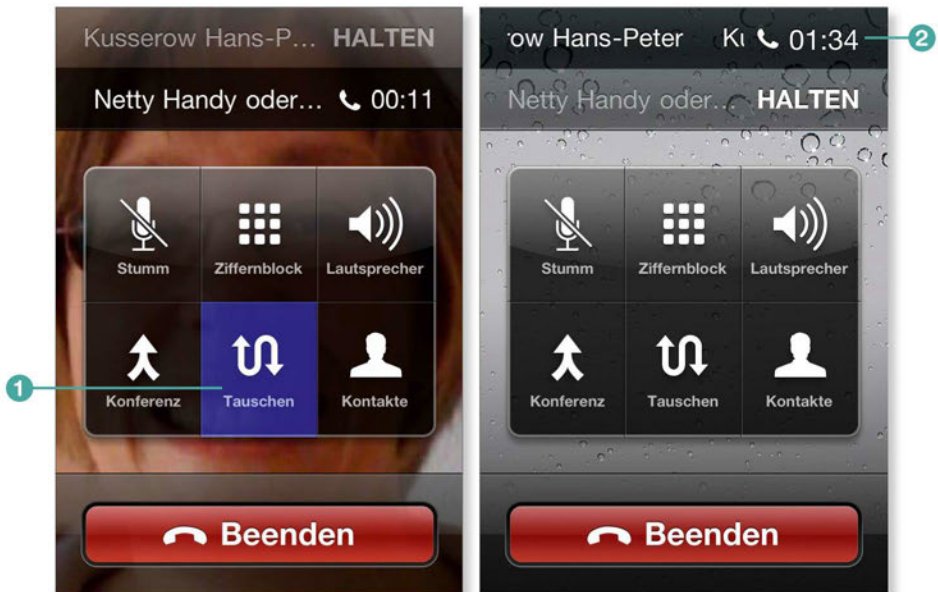 Kusserow Hans-P... HALTEN
Netty Handy oder... 00:11
Stumm Ziffernblock Lautsprecher
Konferenz Tauschen Kontakte
Beenden
1
row Hans-Peter Ku 01:34
Netty Handy oder... HALTEN
Stumm Ziffernblock Lautsprecher
Konferenz Tauschen Kontakte
Beenden
2